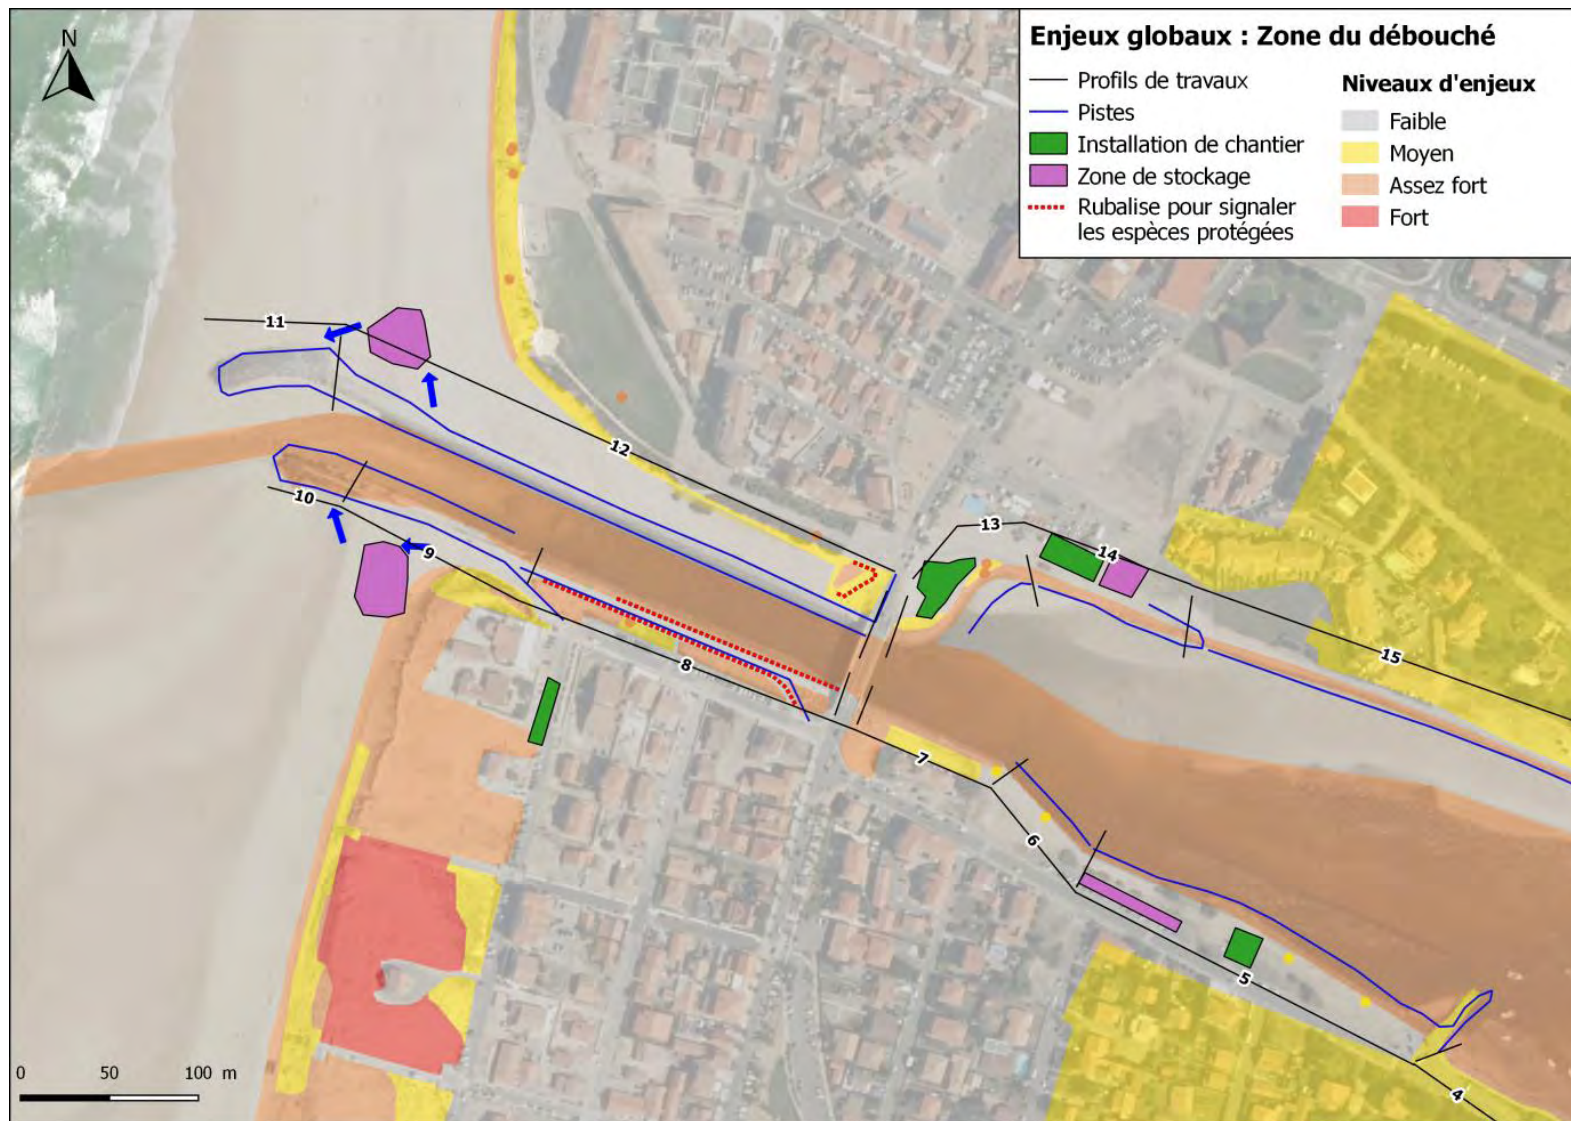 N
Enjeux globaux : Zone du débouché
Profils de travaux
Pistes
Installation de chantier
Zone de stockage
Rubalise pour signaler
les espèces protégées
Niveaux d'enjeux
Faible
Moyen
Assez fort
Fort
11
12
13
14
15
10
9
8
7
6
5
4
0 50 100 m